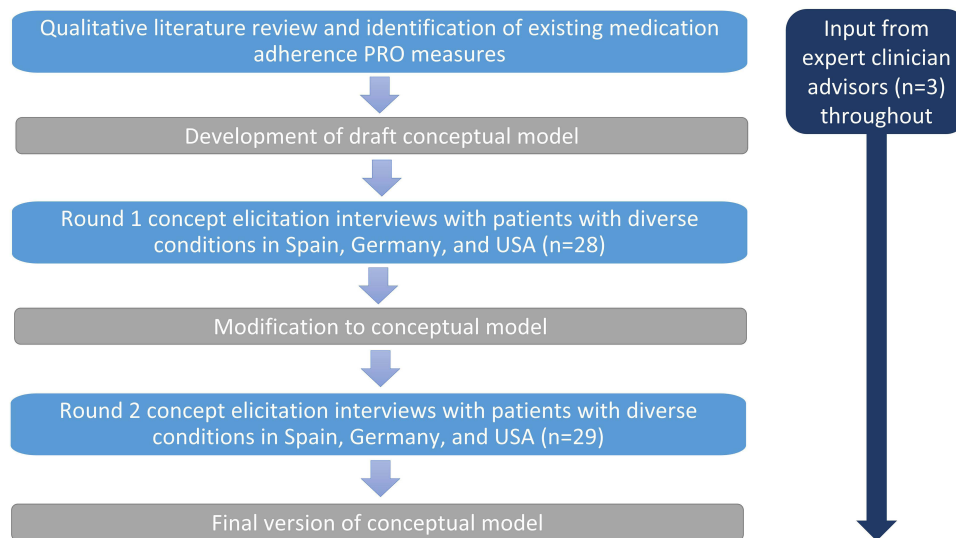 Qualitative literature review and identification of existing medication
adherence PRO measures
Development of draft conceptual model
Round 1 concept elicitation interviews with patients with diverse
conditions in Spain, Germany, and USA (n=28)
Modification to conceptual model
Round 2 concept elicitation interviews with patients with diverse
conditions in Spain, Germany, and USA (n=29)
Final version of conceptual model
Input from
expert clinician
advisors (n=3)
throughout